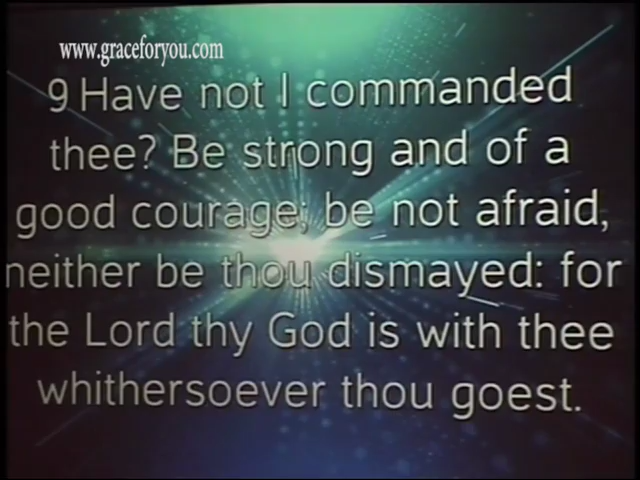 www.graceforyou.com
9 Have not I commanded
thee? Be strong and of a
good courage; be not afraid,
neither be thou dismayed: for
the Lord thy God is with thee
whithersoever thou goest.